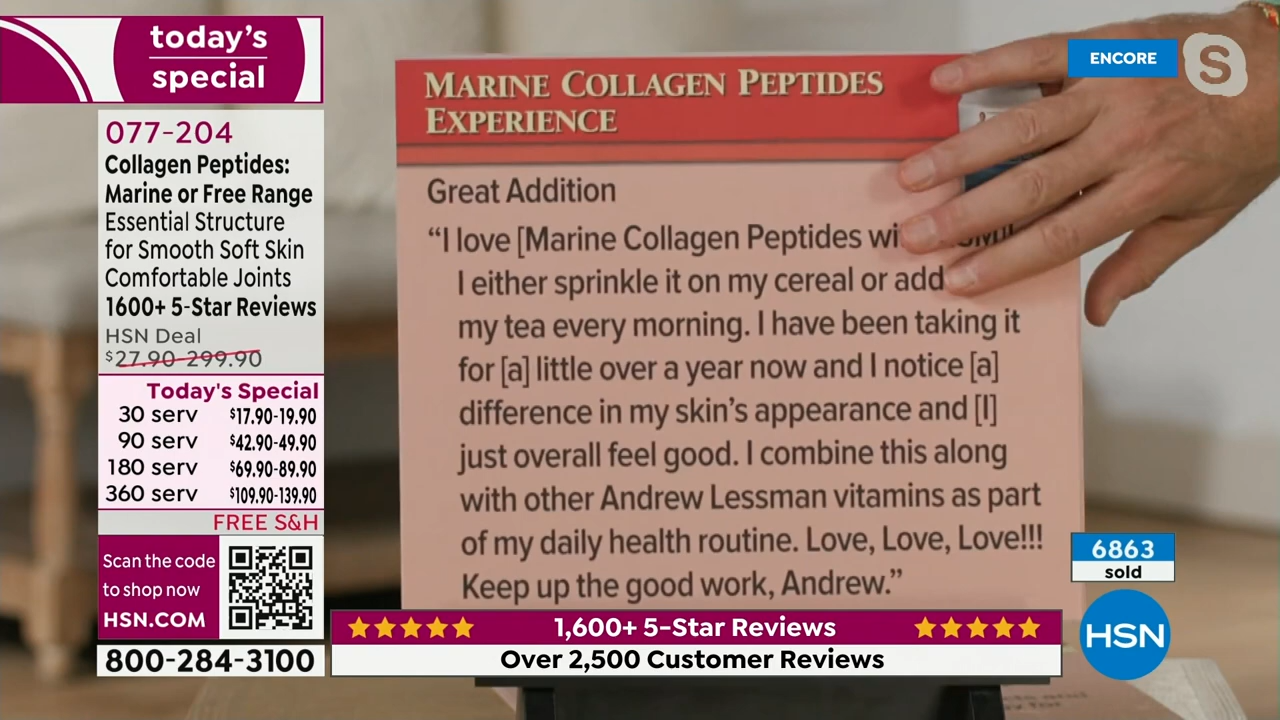 today's
special
077-204
Collagen Peptides:
Marine or Free Range
Essential Structure
for Smooth Soft Skin
Comfortable Joints
1600+ 5-Star Reviews
HSN Deal
$27.90-299.90
Today's Special
30 serv $17.90-19.90
90 serv $42.90-49.90
180 serv $69.90-89.90
360 serv $109.90-139.90
FREE S&H
Scan the code
to shop now
HSN.COM
800-284-3100
MARINE COLLAGEN PEPTIDES
EXPERIENCE
Great Addition
“I love [Marine Collagen Peptides
I either sprinkle it on my cereal or add
my tea every morning. I have been taking it
for [a] little over a year now and I notice [a]
difference in my skin's appearance and [I]
just overall feel good. I combine this along
with other Andrew Lessman vitamins as part
of my daily health routine. Love, Love, Love!!!
Keep up the good work, Andrew.”
ENCORE
S
6863
sold
HSN
1,600+ 5-Star Reviews
Over 2,500 Customer Reviews